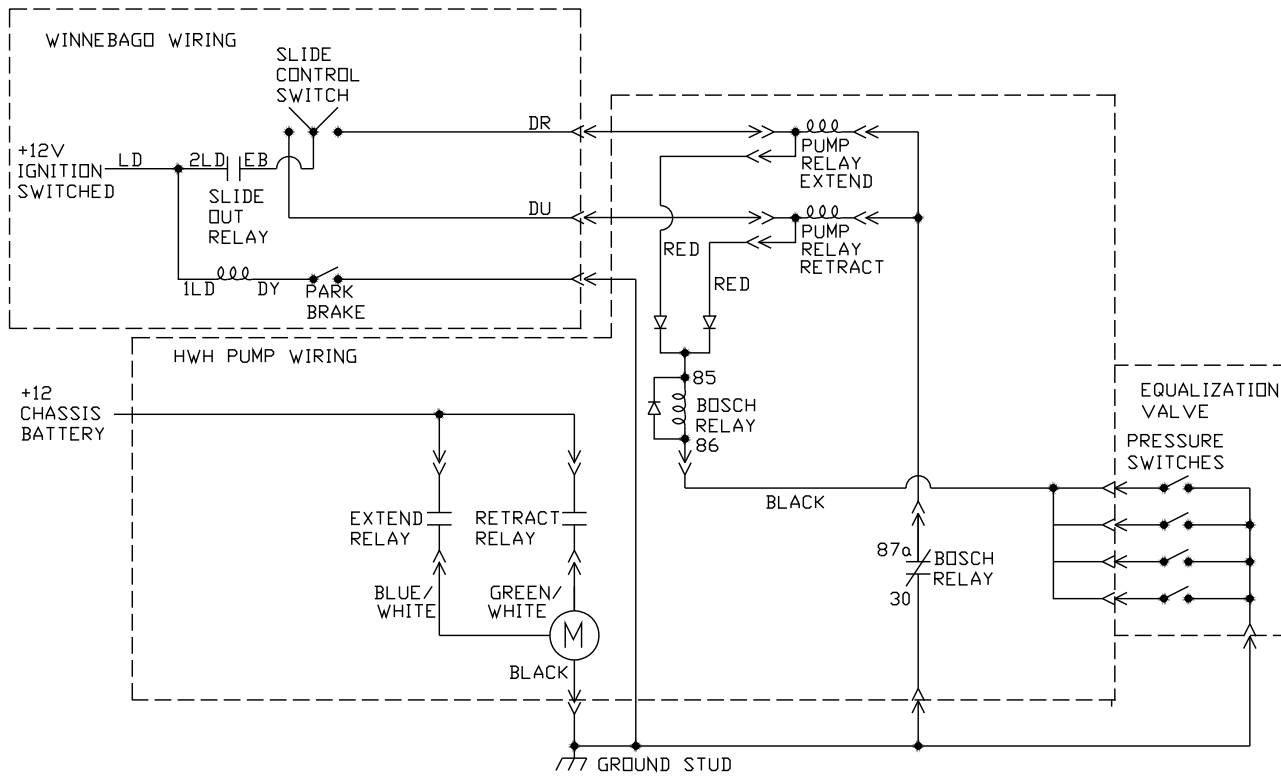 WINNEBAGO WIRING
SLIDE
CONTROL
SWITCH
+12V
IGNITION
SWITCHED
LD
2LD
EB
SLIDE
OUT
RELAY
DR
DU
1LD
DY
PARK
BRAKE
PUMP
RELAY
EXTEND
PUMP
RELAY
RETRACT
RED
RED
HWH PUMP WIRING
+12
CHASSIS
BATTERY
85
BOSCH
RELAY
86
BLACK
EQUALIZATION
VALVE
PRESSURE
SWITCHES
EXTEND
RELAY
RETRACT
RELAY
BLUE/
WHITE
GREEN/
WHITE
M
BLACK
87a
BOSCH
RELAY
30
GROUND STUD